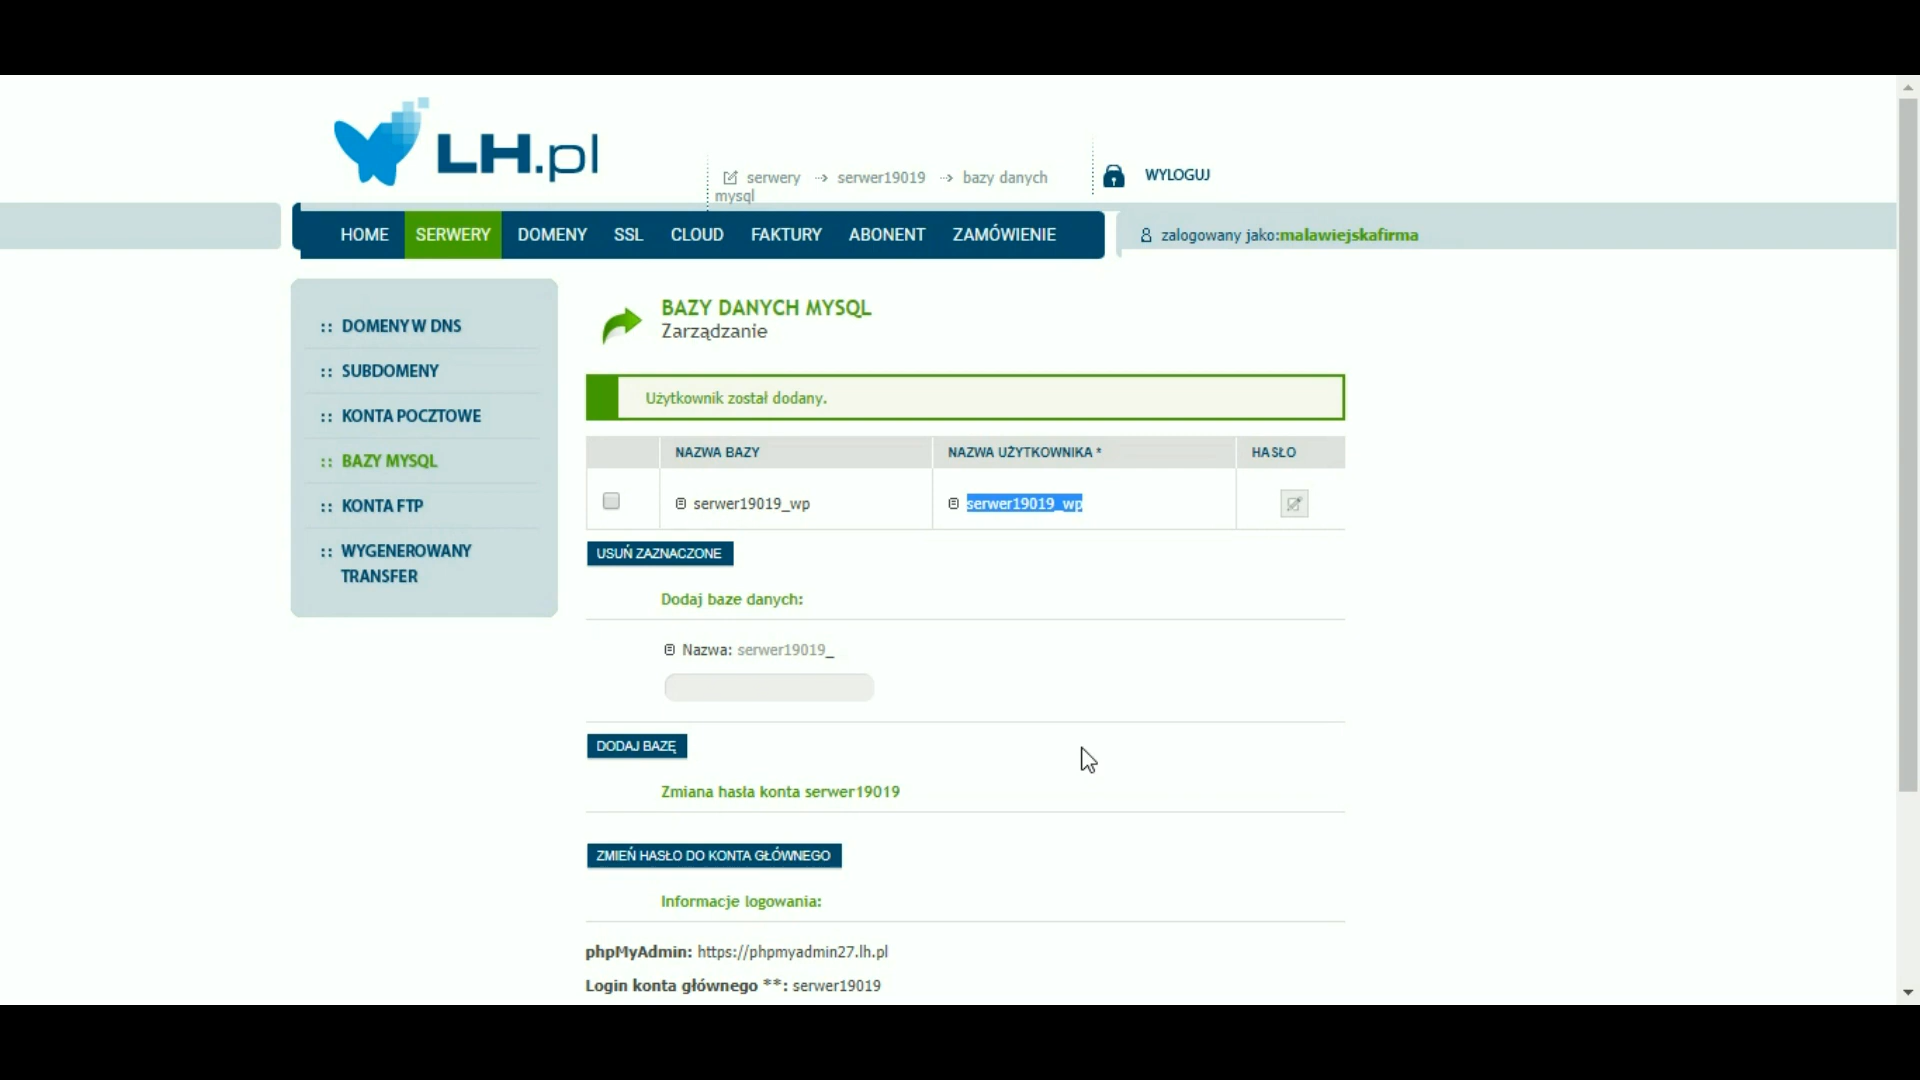 LH.pl
serwery serwer19019 bazy danych
mysql
WYLOGUJ
HOME SERWERY DOMENY SSL CLOUD FAKTURY ABONENT ZAMÓWIENIE
zalogowany jako:malawiejskafirma
:: DOMENY W DNS
:: SUBDOMENY
:: KONTA POCZTOWE
:: BAZY MYSQL
:: KONTA FTP
:: WYGENEROWANY
TRANSFER
BAZY DANYCH MYSQL
Zarządzanie
Użytkownik został dodany.
NAZWA BAZY NAZWA UŻYTKOWNIKA * HASŁO
serwer19019_wp serwer19019_wp
USUŃ ZAZNACZONE
Dodaj baze danych:
Nazwa: serwer19019_
DODAJ BAZĘ
Zmiana hasła konta serwer19019
ZMIEŃ HASŁO DO KONTA GŁÓWNEGO
Informacje logowania:
phpMyAdmin: https://phpmyadmin27.lh.pl
Login konta głównego **: serwer19019